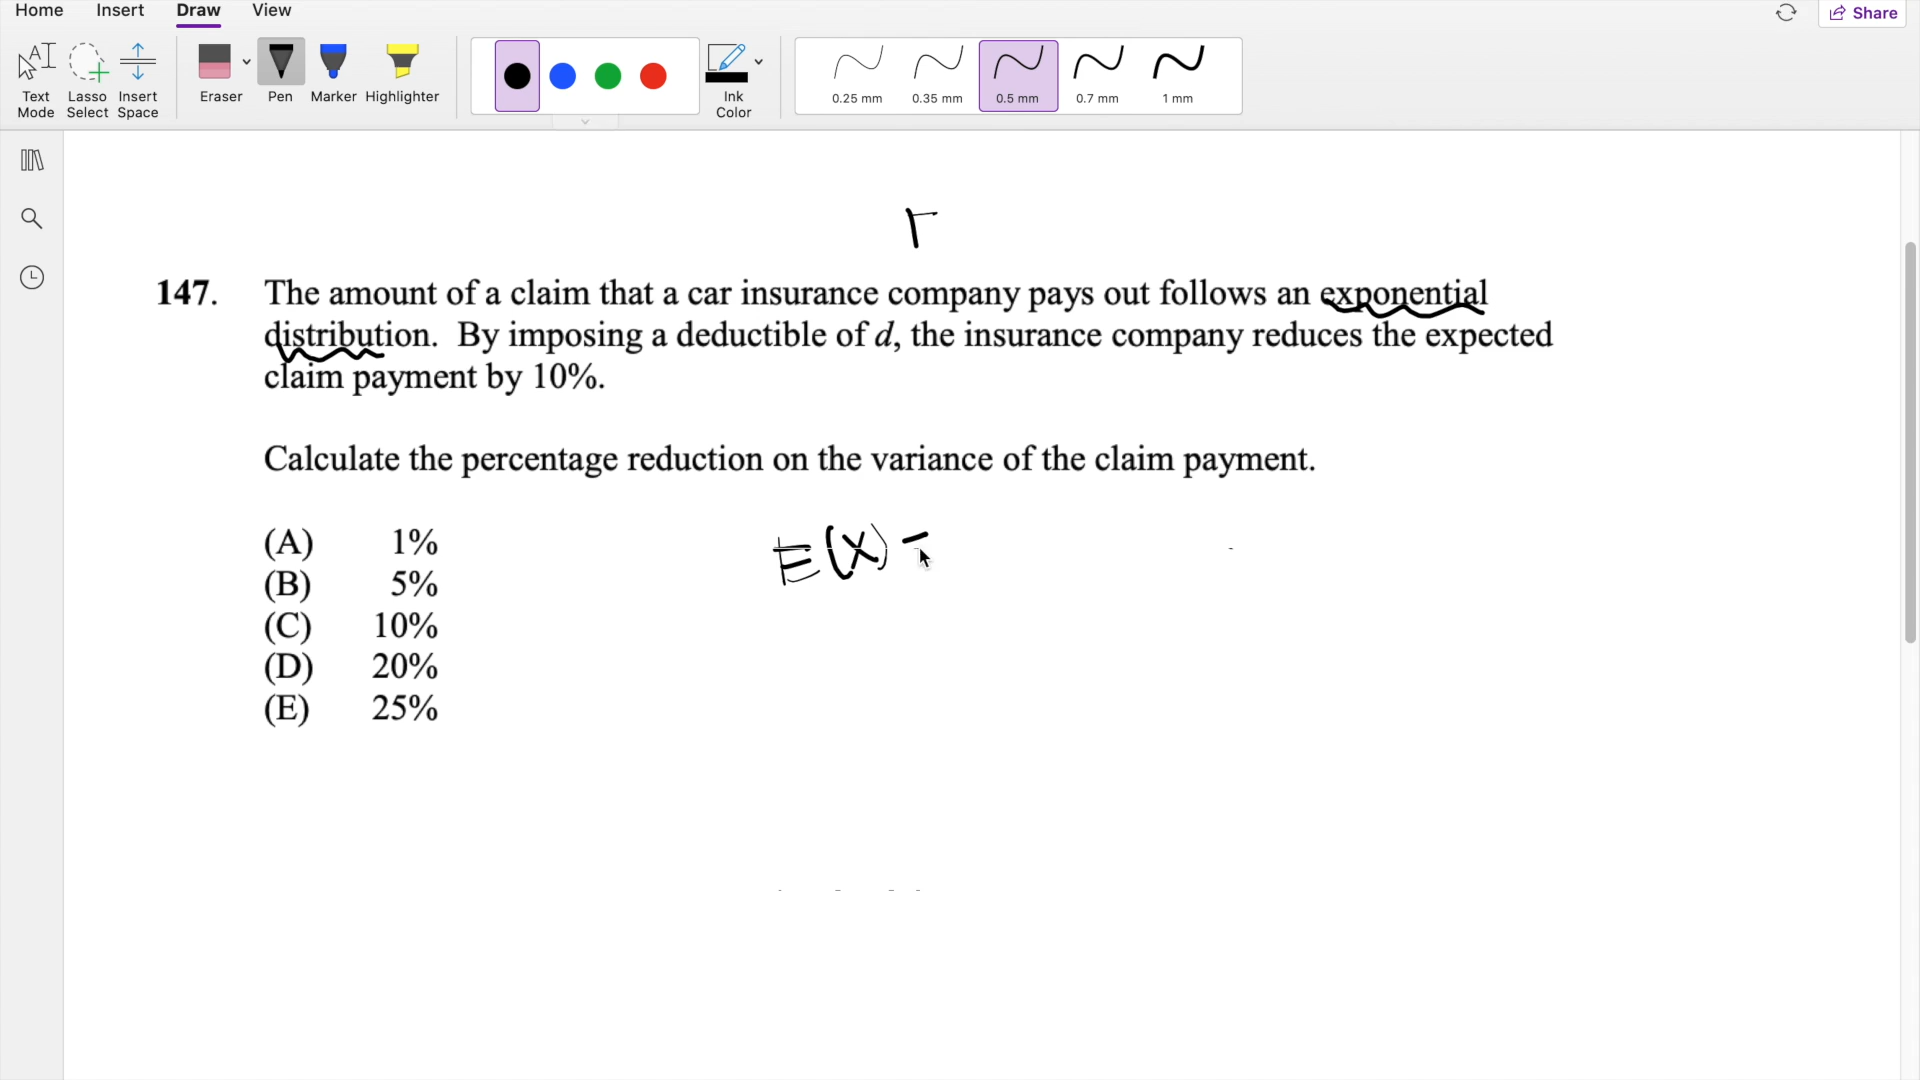 Home Insert Draw View
Share
Text Mode
Lasso Select
Insert Space
Eraser
Pen
Marker
Highlighter
Ink Color
0.25 mm
0.35 mm
0.5 mm
0.7 mm
1 mm
147. The amount of a claim that a car insurance company pays out follows an exponential
distribution. By imposing a deductible of d, the insurance company reduces the expected
claim payment by 10%.
Calculate the percentage reduction on the variance of the claim payment.
(A) 1%
(B) 5%
(C) 10%
(D) 20%
(E) 25%
E(X) =